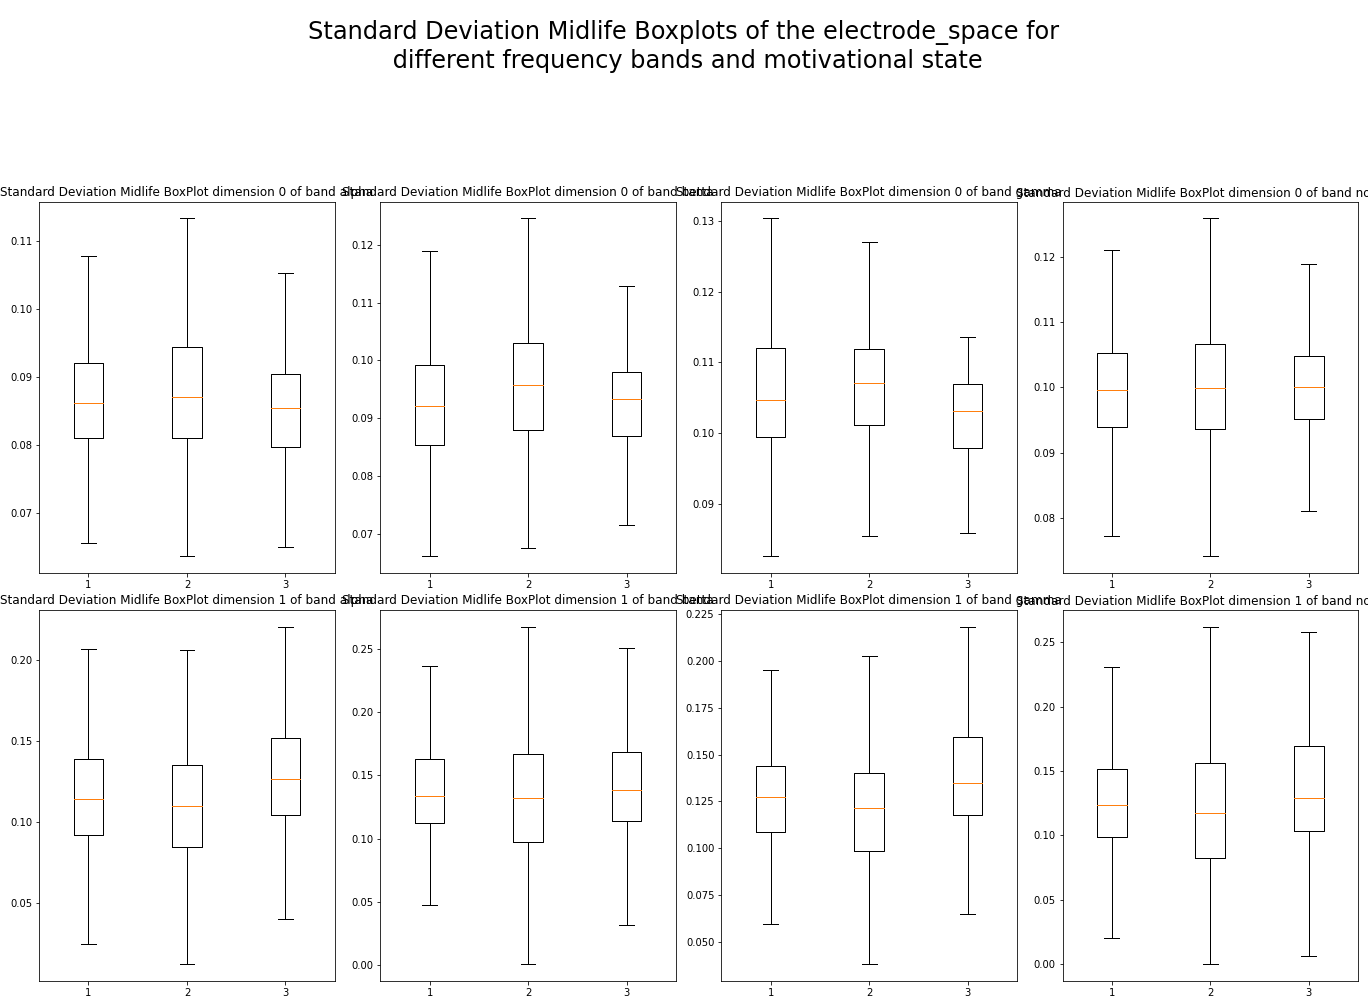 Standard Deviation Midlife Boxplots of the electrode_space for
different frequency bands and motivational state
Standard Deviation Midlife BoxPlot dimension 0 of band alpha
Standard Deviation Midlife BoxPlot dimension 0 of band betta
Standard Deviation Midlife BoxPlot dimension 0 of band gamma
Standard Deviation Midlife BoxPlot dimension 0 of band no
0.11
0.10
0.09
0.08
0.07
1 2 3
0.12
0.11
0.10
0.09
0.08
0.07
1 2 3
0.13
0.12
0.11
0.10
0.09
1 2 3
0.12
0.11
0.10
0.09
0.08
1 2 3
Standard Deviation Midlife BoxPlot dimension 1 of band alpha
Standard Deviation Midlife BoxPlot dimension 1 of band betta
Standard Deviation Midlife BoxPlot dimension 1 of band gamma
Standard Deviation Midlife BoxPlot dimension 1 of band no
0.20
0.15
0.10
0.05
1 2 3
0.25
0.20
0.15
0.10
0.05
0.00
1 2 3
0.225
0.200
0.175
0.150
0.125
0.100
0.075
0.050
1 2 3
0.25
0.20
0.15
0.10
0.05
0.00
1 2 3